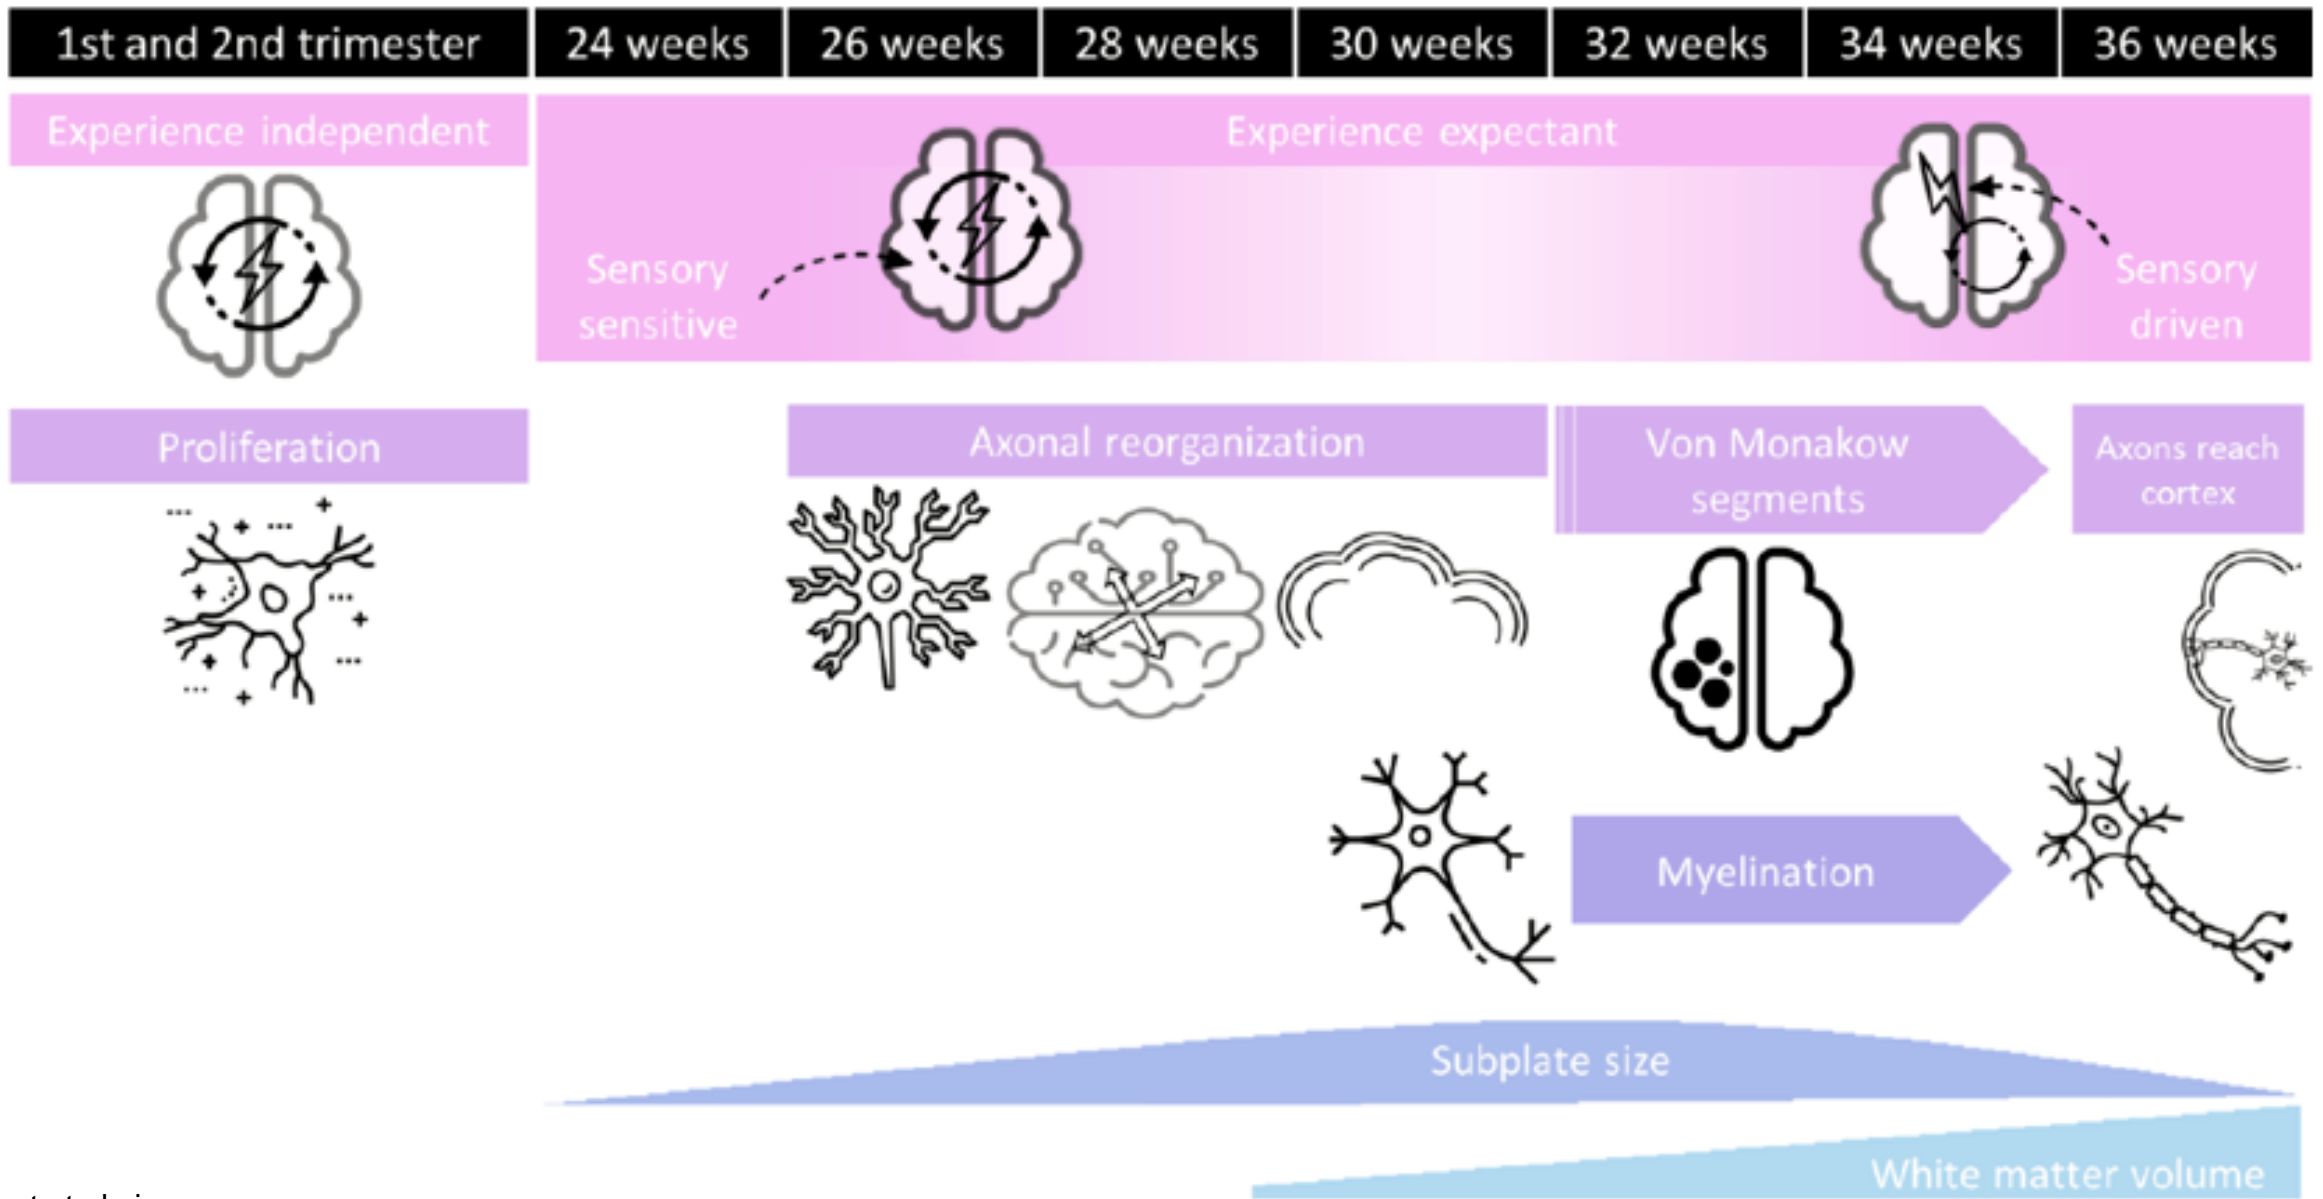 1st and 2nd trimester
24 weeks
26 weeks
28 weeks
30 weeks
32 weeks
34 weeks
36 weeks
Experience independent
Experience expectant
Sensory
sensitive
Sensory
driven
Proliferation
Axonal reorganization
Von Monakow
segments
Axons reach
cortex
Myelination
Subplate size
White matter volume